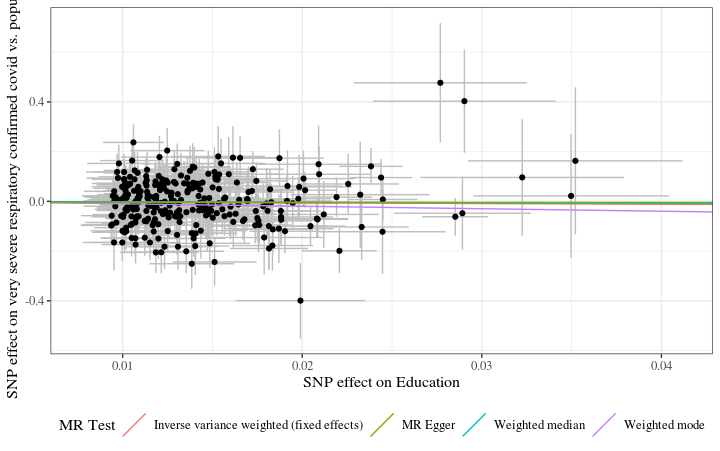 SNP effect on very severe respiratory confirmed covid vs. popu
0.4
0.0
-0.4
0.01
0.02
0.03
0.04
SNP effect on Education
MR Test
Inverse variance weighted (fixed effects)
MR Egger
Weighted median
Weighted mode